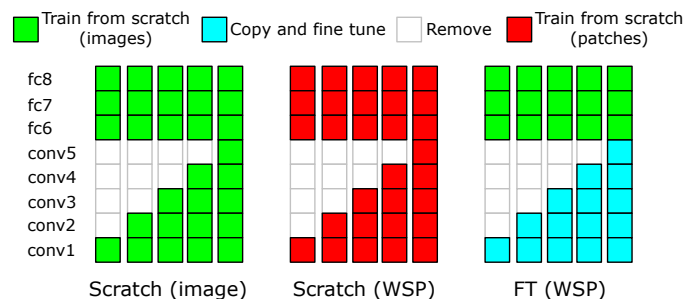 Train from scratch
(images)
Copy and fine tune
Remove
Train from scratch
(patches)
fc8
fc7
fc6
conv5
conv4
conv3
conv2
conv1
Scratch (image)
Scratch (WSP)
FT (WSP)